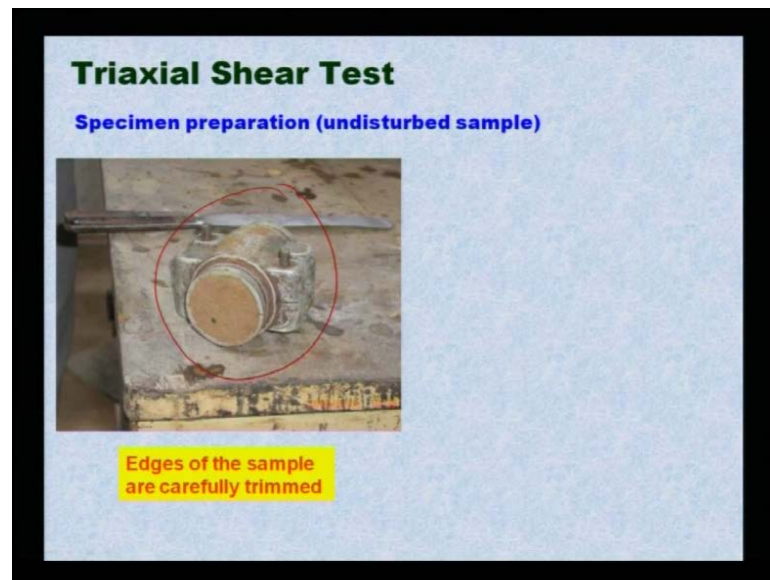 Triaxial Shear Test
Specimen preparation (undisturbed sample)
Edges of the sample
are carefully trimmed